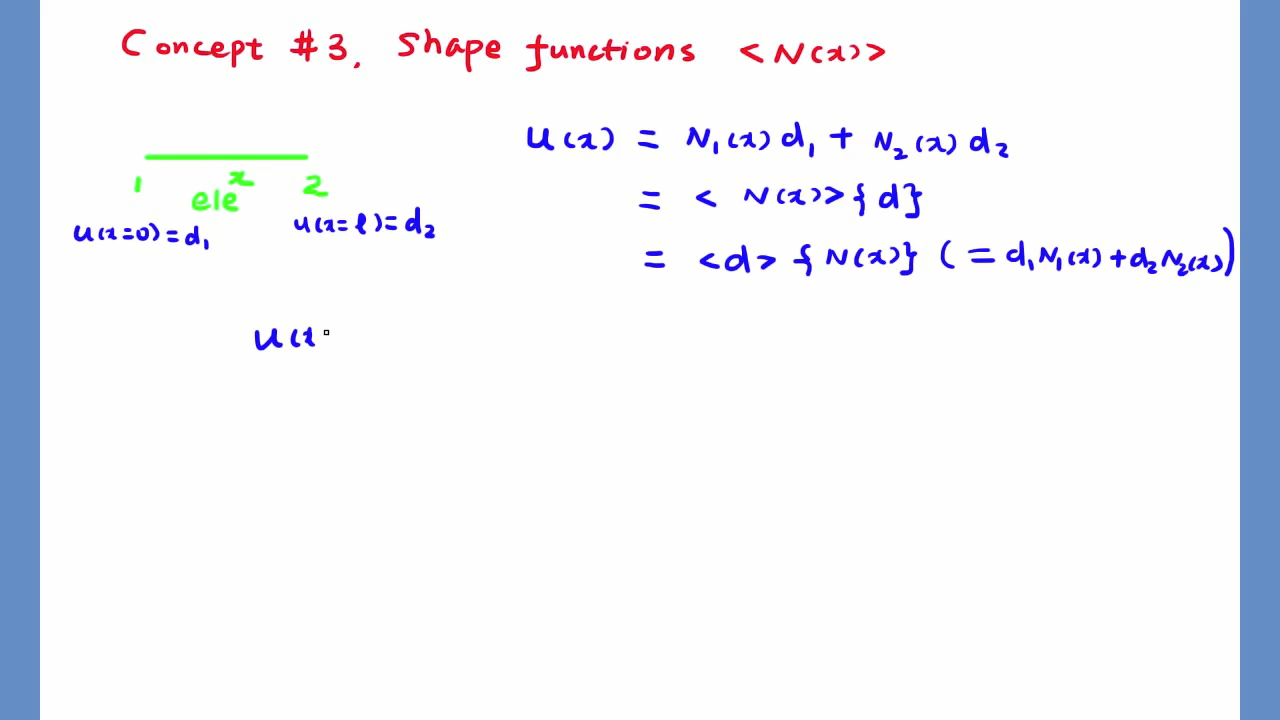 Concept #3. Shape functions <N(x)>
u(x) = N₁(x)d₁ + N₂(x)d₂
1 ele x 2
= < N(x)>{d}
u(x=0)=d₁ u(x=l)=d₂
= <d> {N(x)} (=d₁N₁(x)+d₂N₂(x))
u(x